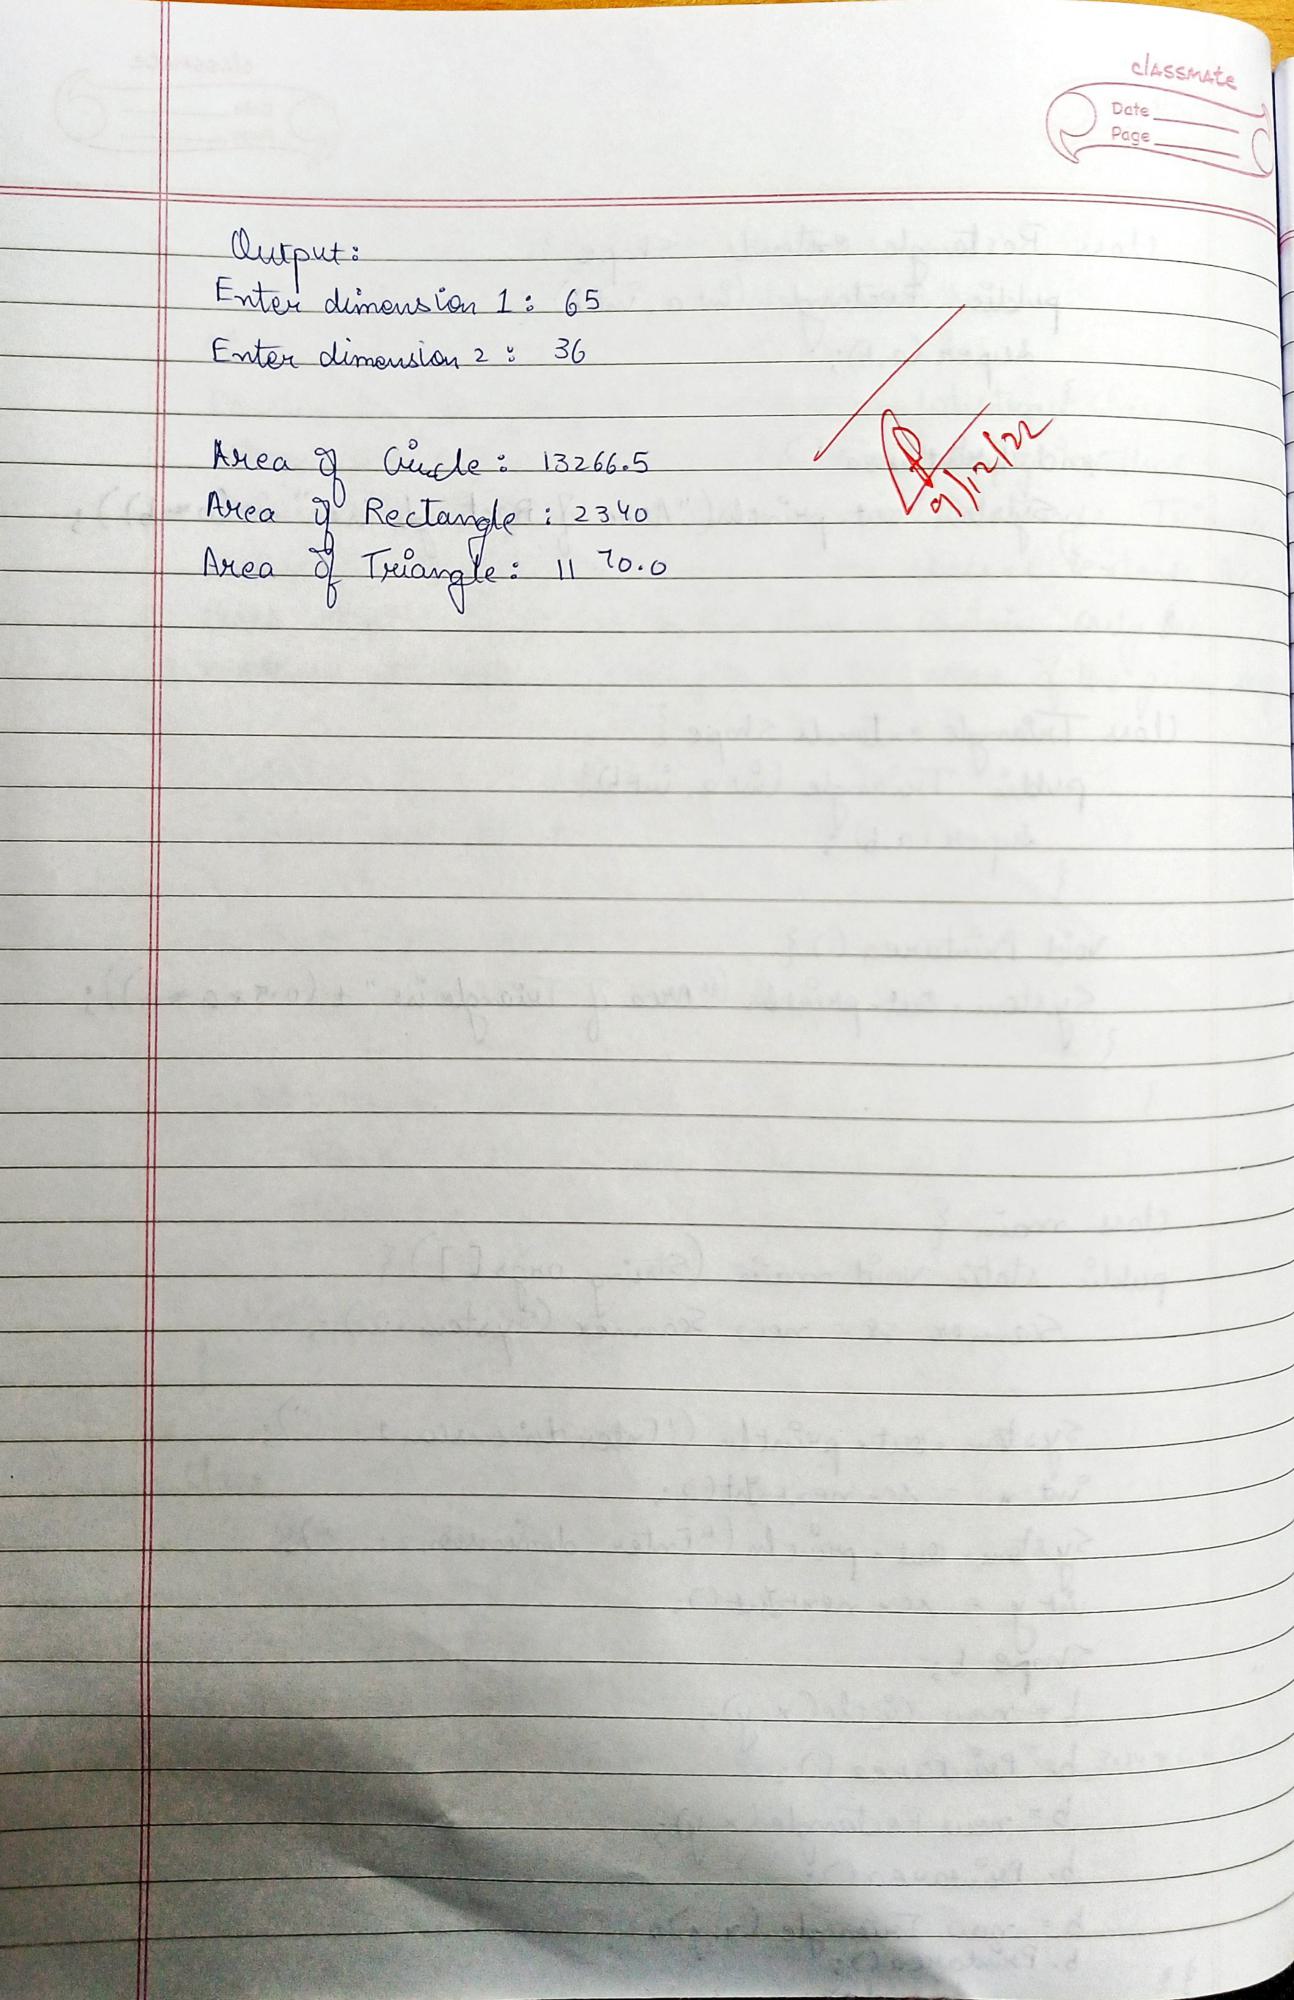 classmate
Date
Page
Output:
Enter dimension 1: 65
Enter dimension 2: 36
Area of Circle: 13266.5
Area of Rectangle: 2340
Area of Triangle: 1170.0
9/12/22